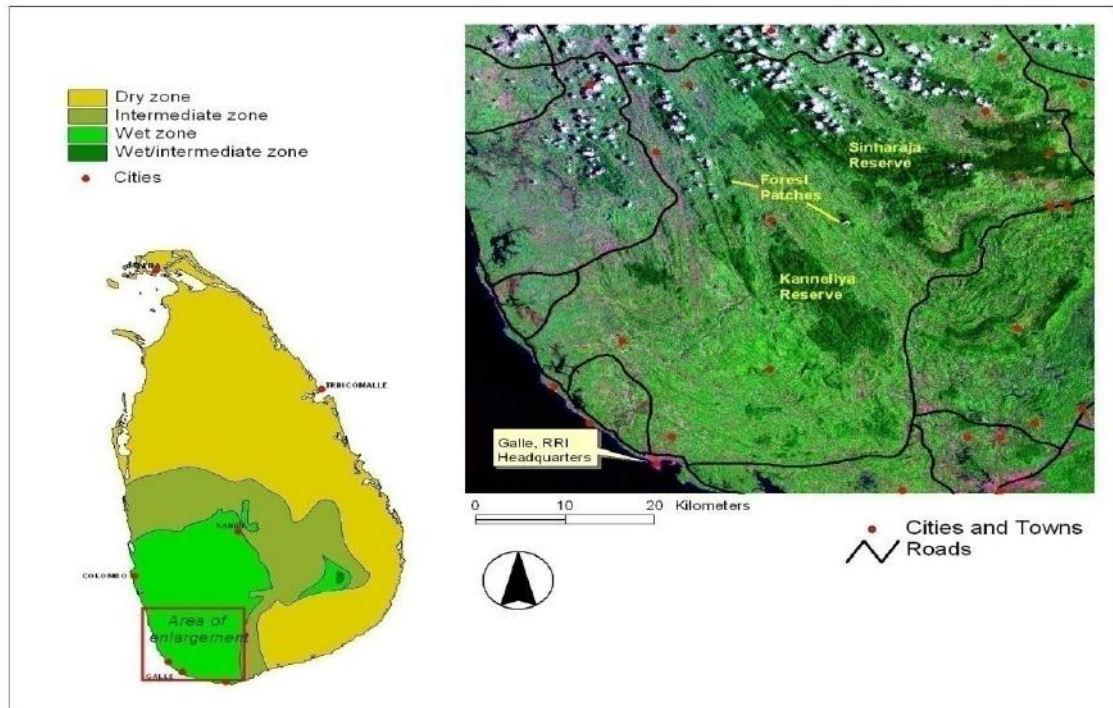 Dry zone
Intermediate zone
Wet zone
Wet/intermediate zone
Cities
TRINCOMALLE
COLOMBO
Area of
enlargement
GALLE
Sinharaja
Reserve
Forest
Patches
Kanneliya
Reserve
Galle, RRI
Headquarters
0 10 20 Kilometers
Cities and Towns
Roads